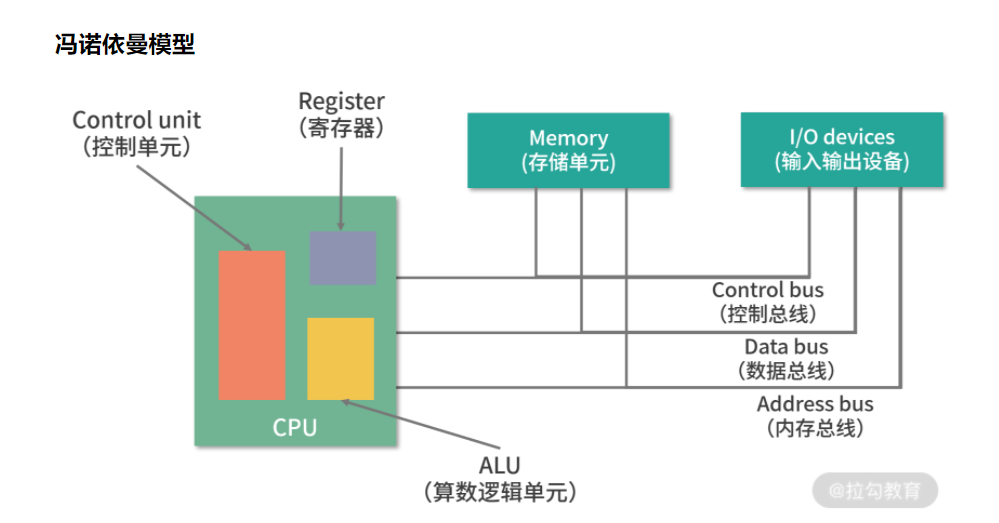 冯诺依曼模型
Control unit
（控制单元）
Register
（寄存器）
Memory
(存储单元)
I/O devices
(输入输出设备)
Control bus
（控制总线）
Data bus
（数据总线）
Address bus
（内存总线）
CPU
ALU
（算数逻辑单元）
@拉勾教育